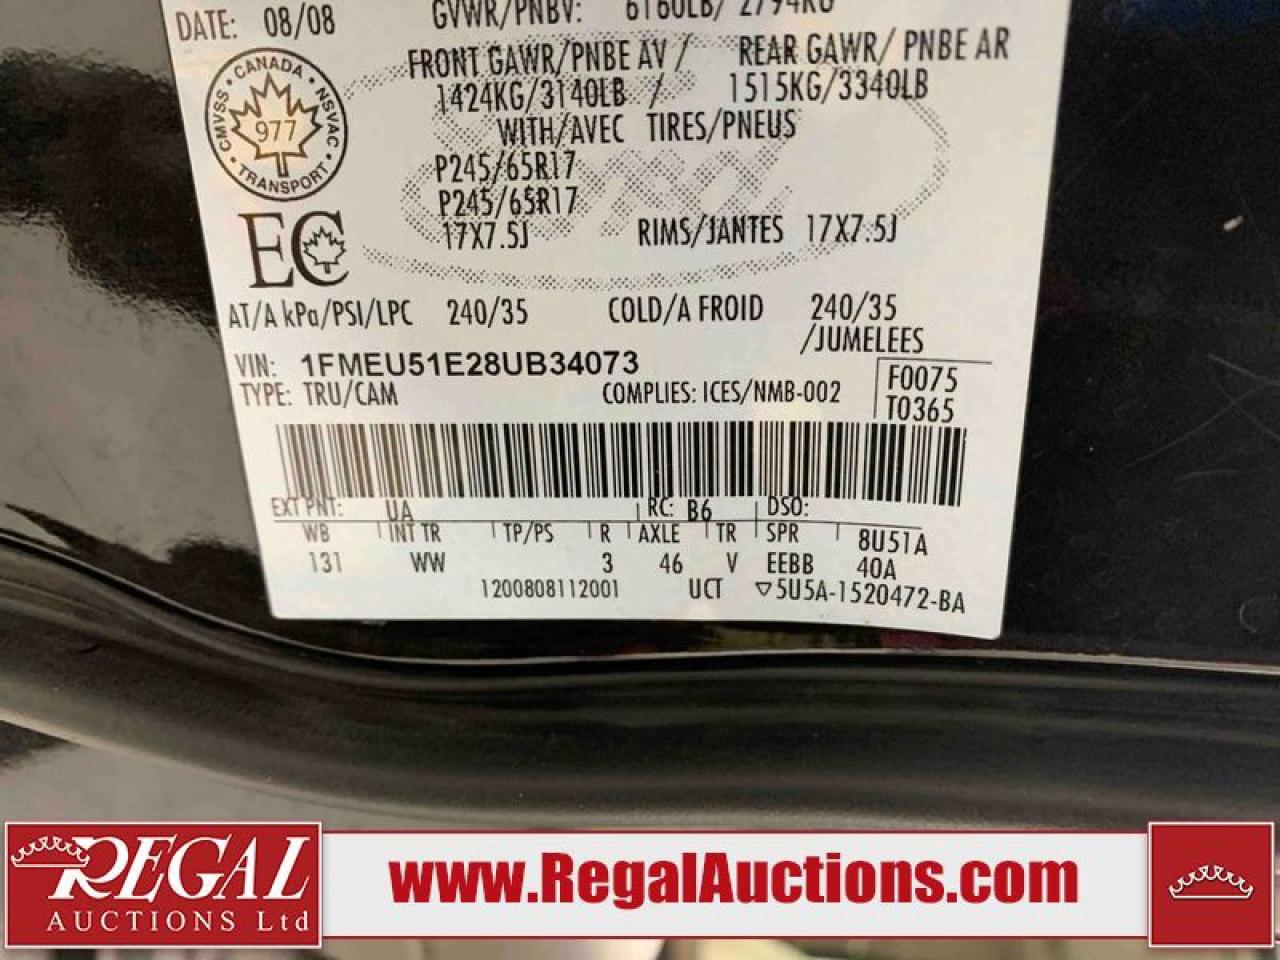 DATE: 08/08 GVWR/PNBV: 6160LB/ 2794KG
FRONT GAWR/PNBE AV / REAR GAWR/ PNBE AR
1424KG/3140LB / 1515KG/3340LB
WITH/AVEC TIRES/PNEUS
CANADA
CMVSS 977 NSVAC
TRANSPORT
P245/65R17
P245/65R17
EC
17X7.5J RIMS/JANTES 17X7.5J
AT/A kPa/PSI/LPC 240/35 COLD/A FROID 240/35
/JUMELEES
VIN: 1FMEU51E28UB34073
F0075
TYPE: TRU/CAM COMPLIES: ICES/NMB-002
T0365
EXT PNT: UA RC: B6 DSO:
WB INT TR TP/PS R AXLE TR SPR 8U51A
131 WW 3 46 V EEBB 40A
1200808112001 UCT ▽5U5A-1520472-BA
REGAL
AUCTIONS Ltd
www.RegalAuctions.com